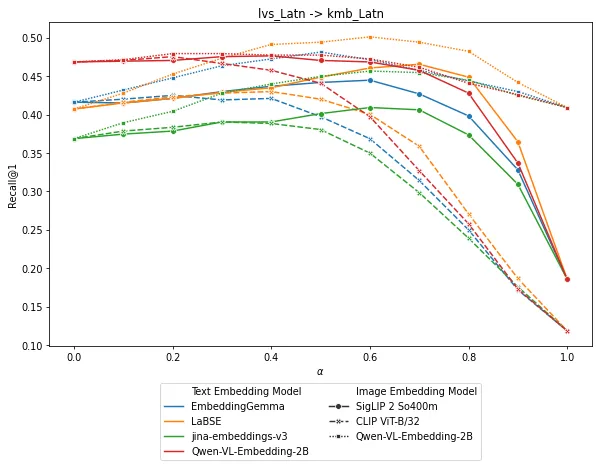 lvs_Latn -> kmb_Latn
Recall@1
0.50
0.45
0.40
0.35
0.30
0.25
0.20
0.15
0.10
0.0
0.2
0.4
0.6
0.8
1.0
α
Text Embedding Model
EmbeddingGemma
LaBSE
jina-embeddings-v3
Qwen-VL-Embedding-2B
Image Embedding Model
SigLIP 2 So400m
CLIP ViT-B/32
Qwen-VL-Embedding-2B